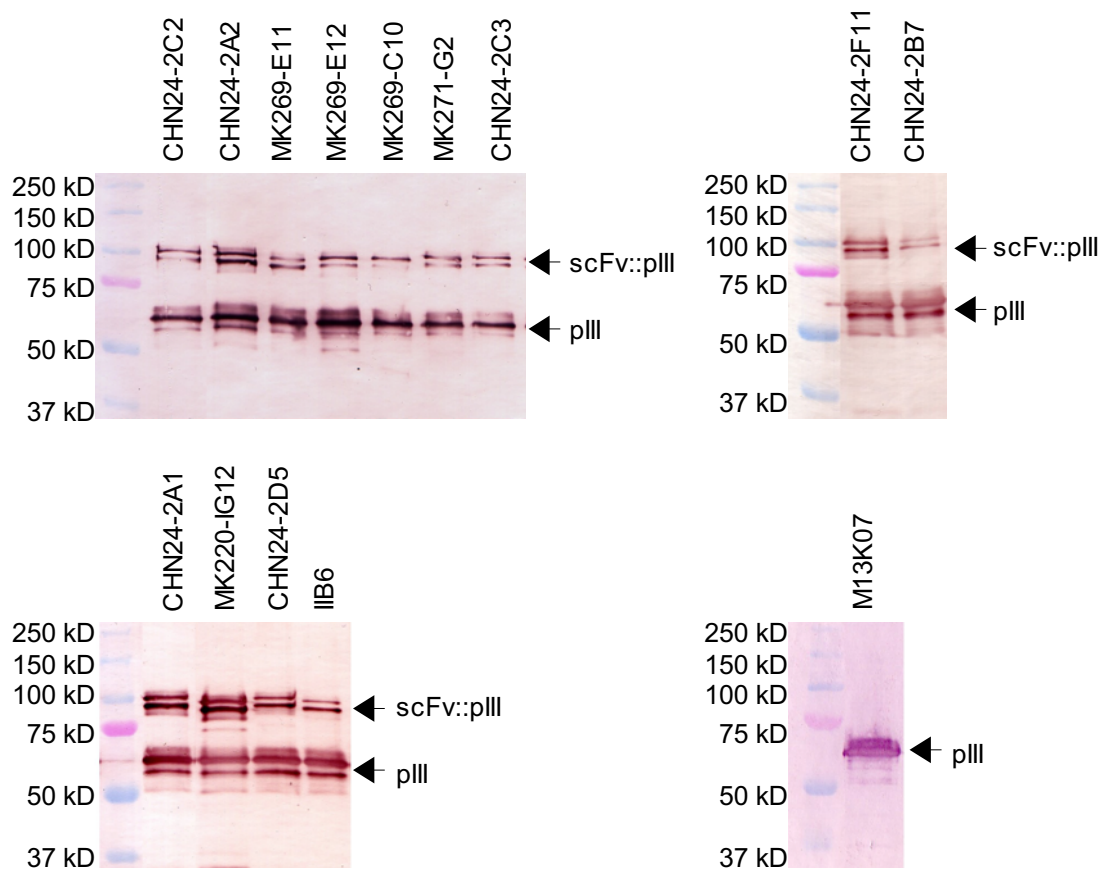 CHN24-2C2
CHN24-2A2
MK269-E11
MK269-E12
MK269-C10
MK271-G2
CHN24-2C3
250 kD
150 kD
100 kD
75 kD
50 kD
37 kD
scFv::pIII
pIII
CHN24-2F11
CHN24-2B7
250 kD
150 kD
100 kD
75 kD
50 kD
37 kD
scFv::pIII
pIII
CHN24-2A1
MK220-IG12
CHN24-2D5
IIB6
250 kD
150 kD
100 kD
75 kD
50 kD
37 kD
scFv::pIII
pIII
M13K07
250 kD
150 kD
100 kD
75 kD
50 kD
37 kD
pIII